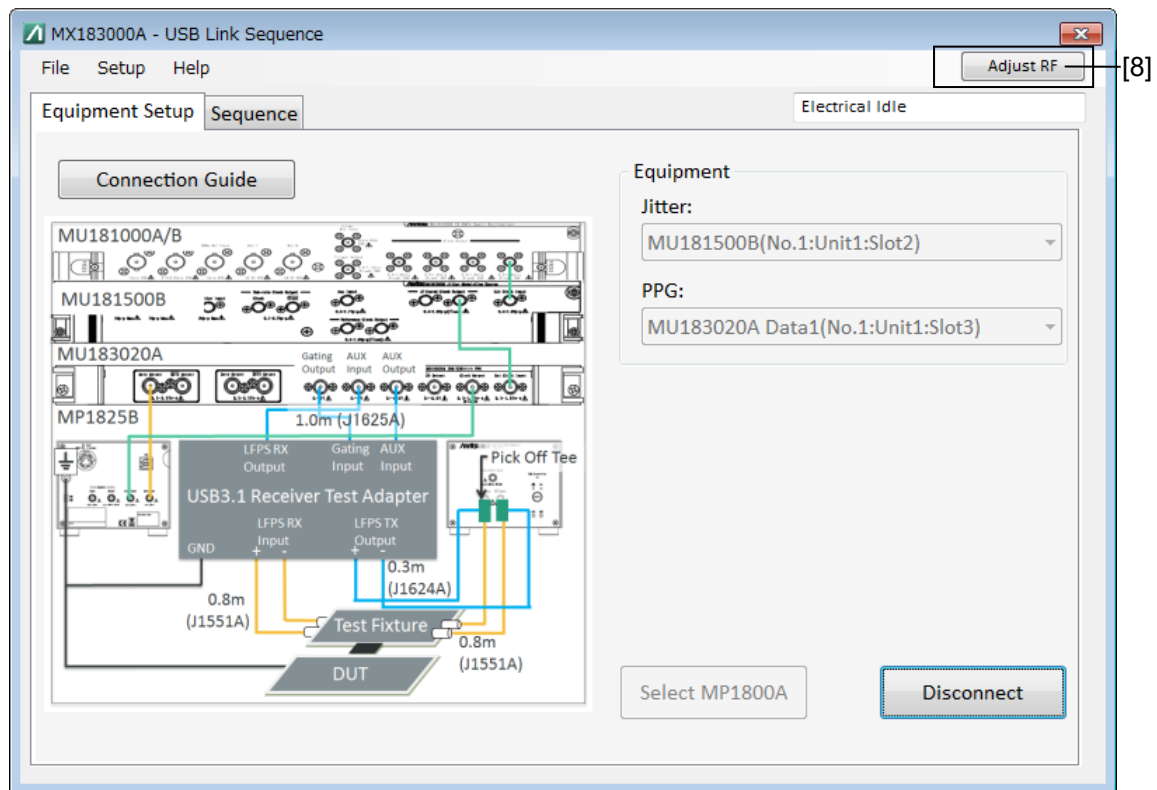 MX183000A - USB Link Sequence
File Setup Help
Adjust RF
[8]
Equipment Setup
Sequence
Electrical Idle
Connection Guide
Equipment
Jitter:
MU181500B(No.1:Unit1:Slot2)
PPG:
MU183020A Data1(No.1:Unit1:Slot3)
MU181000A/B
MU181500B
MU183020A
Gating Output
AUX Input
AUX Output
MP1825B
1.0m (J1625A)
LFPS RX Output
Gating Input
AUX Input
Pick Off Tee
USB3.1 Receiver Test Adapter
LFPS RX Input
+ -
LFPS TX Output
+ -
GND
0.3m
(J1624A)
0.8m
(J1551A)
Test Fixture
0.8m
(J1551A)
DUT
Select MP1800A
Disconnect